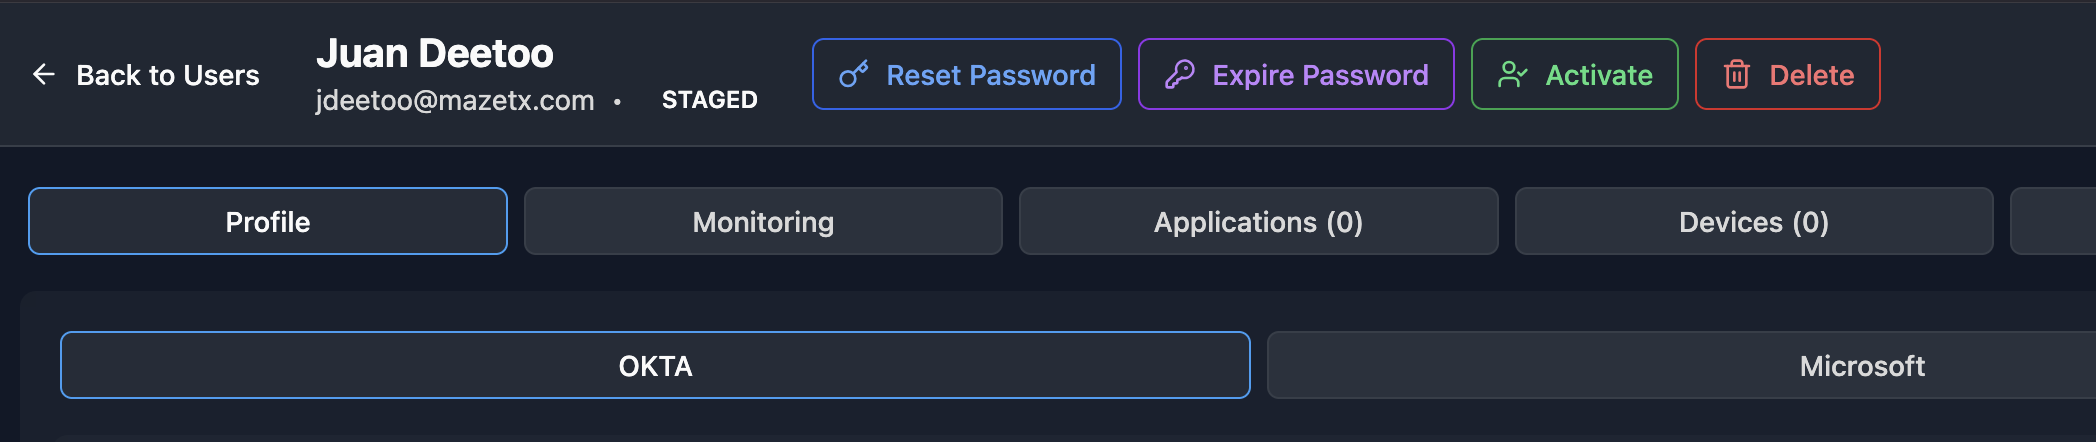 Back to Users
Juan Deetoo
jdeetoo@mazetx.com • STAGED
Reset Password
Expire Password
Activate
Delete
Profile
Monitoring
Applications (0)
Devices (0)
OKTA
Microsoft